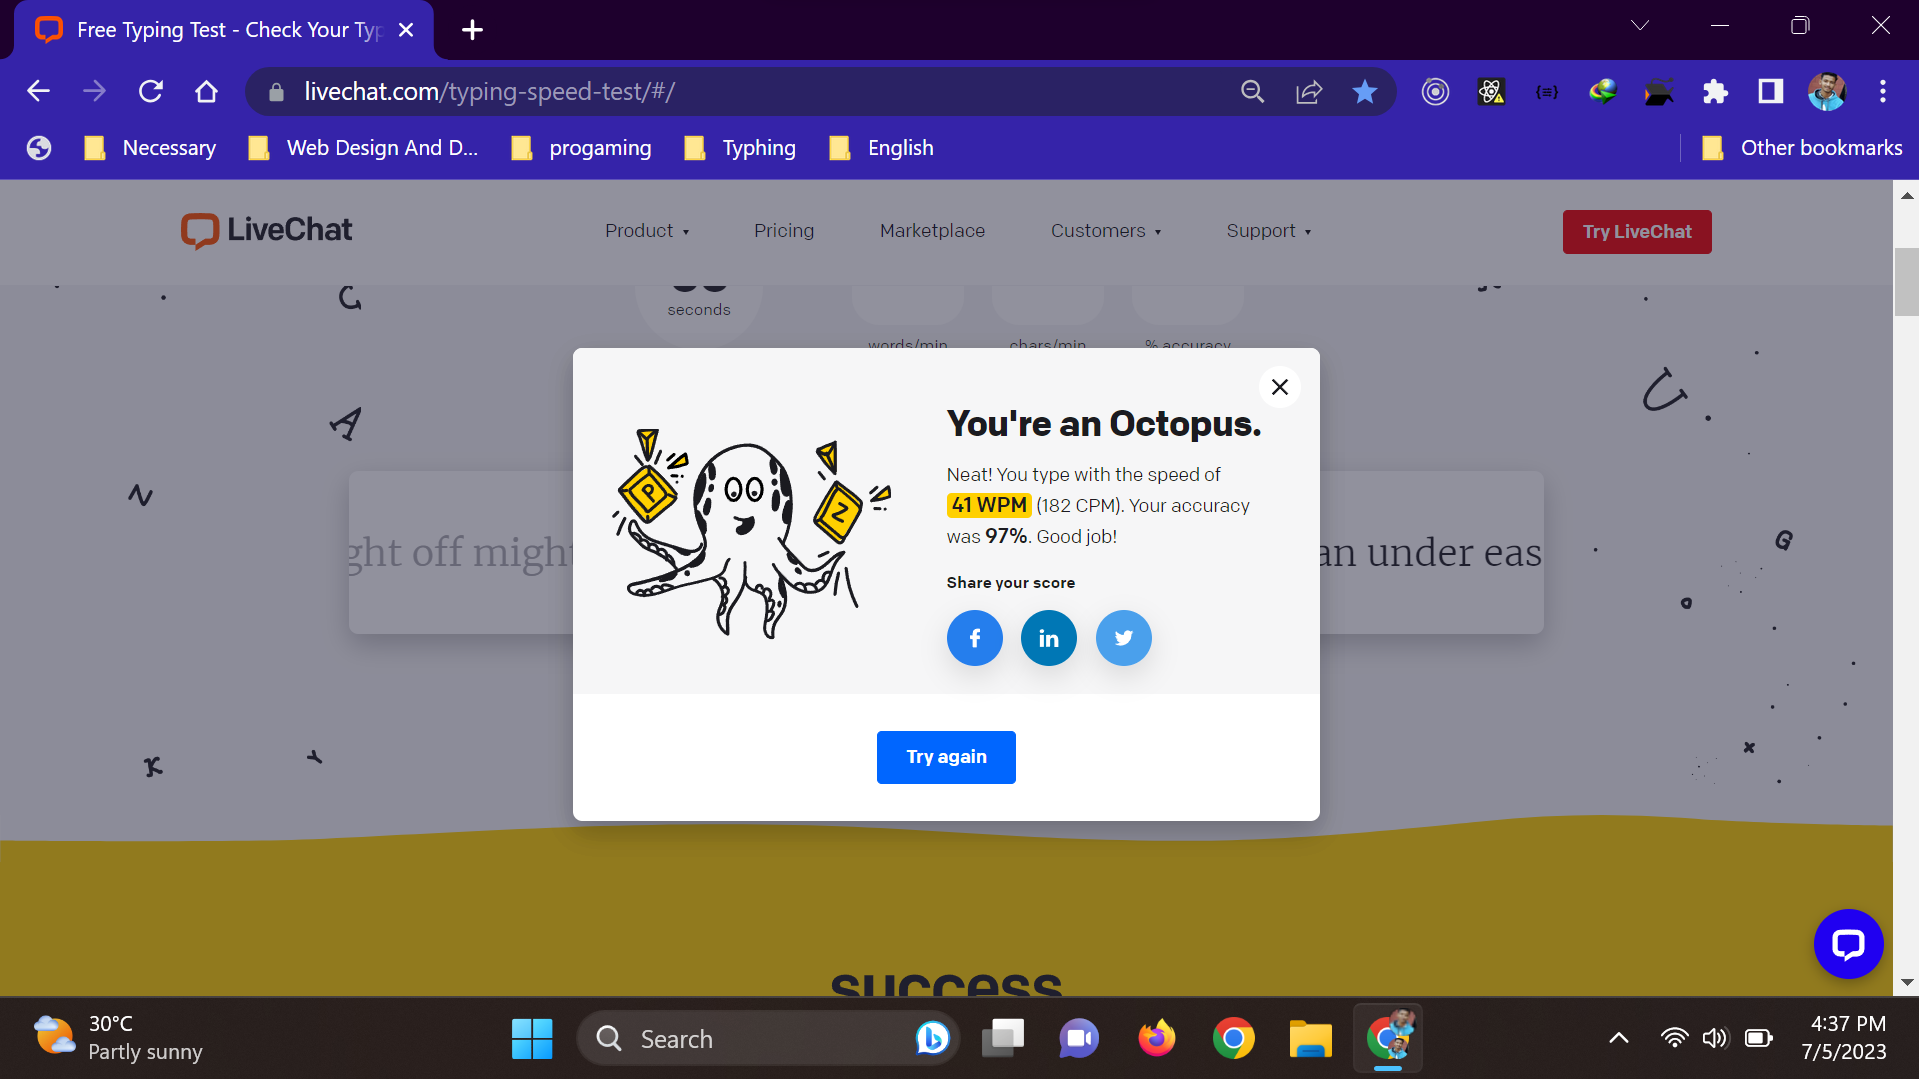 Free Typing Test - Check Your Typ
livechat.com/typing-speed-test/#/
Necessary
Web Design And D...
progaming
Typhing
English
Other bookmarks
LiveChat
Product
Pricing
Marketplace
Customers
Support
Try LiveChat
seconds
words/min
chars/min
% accuracy
A
N
G
K
ght off might
an under eas
You're an Octopus.
P
Z
Neat! You type with the speed of
41 WPM (182 CPM). Your accuracy
was 97%. Good job!
Share your score
f
in
Try again
success
30°C
Partly sunny
Search
4:37 PM
7/5/2023